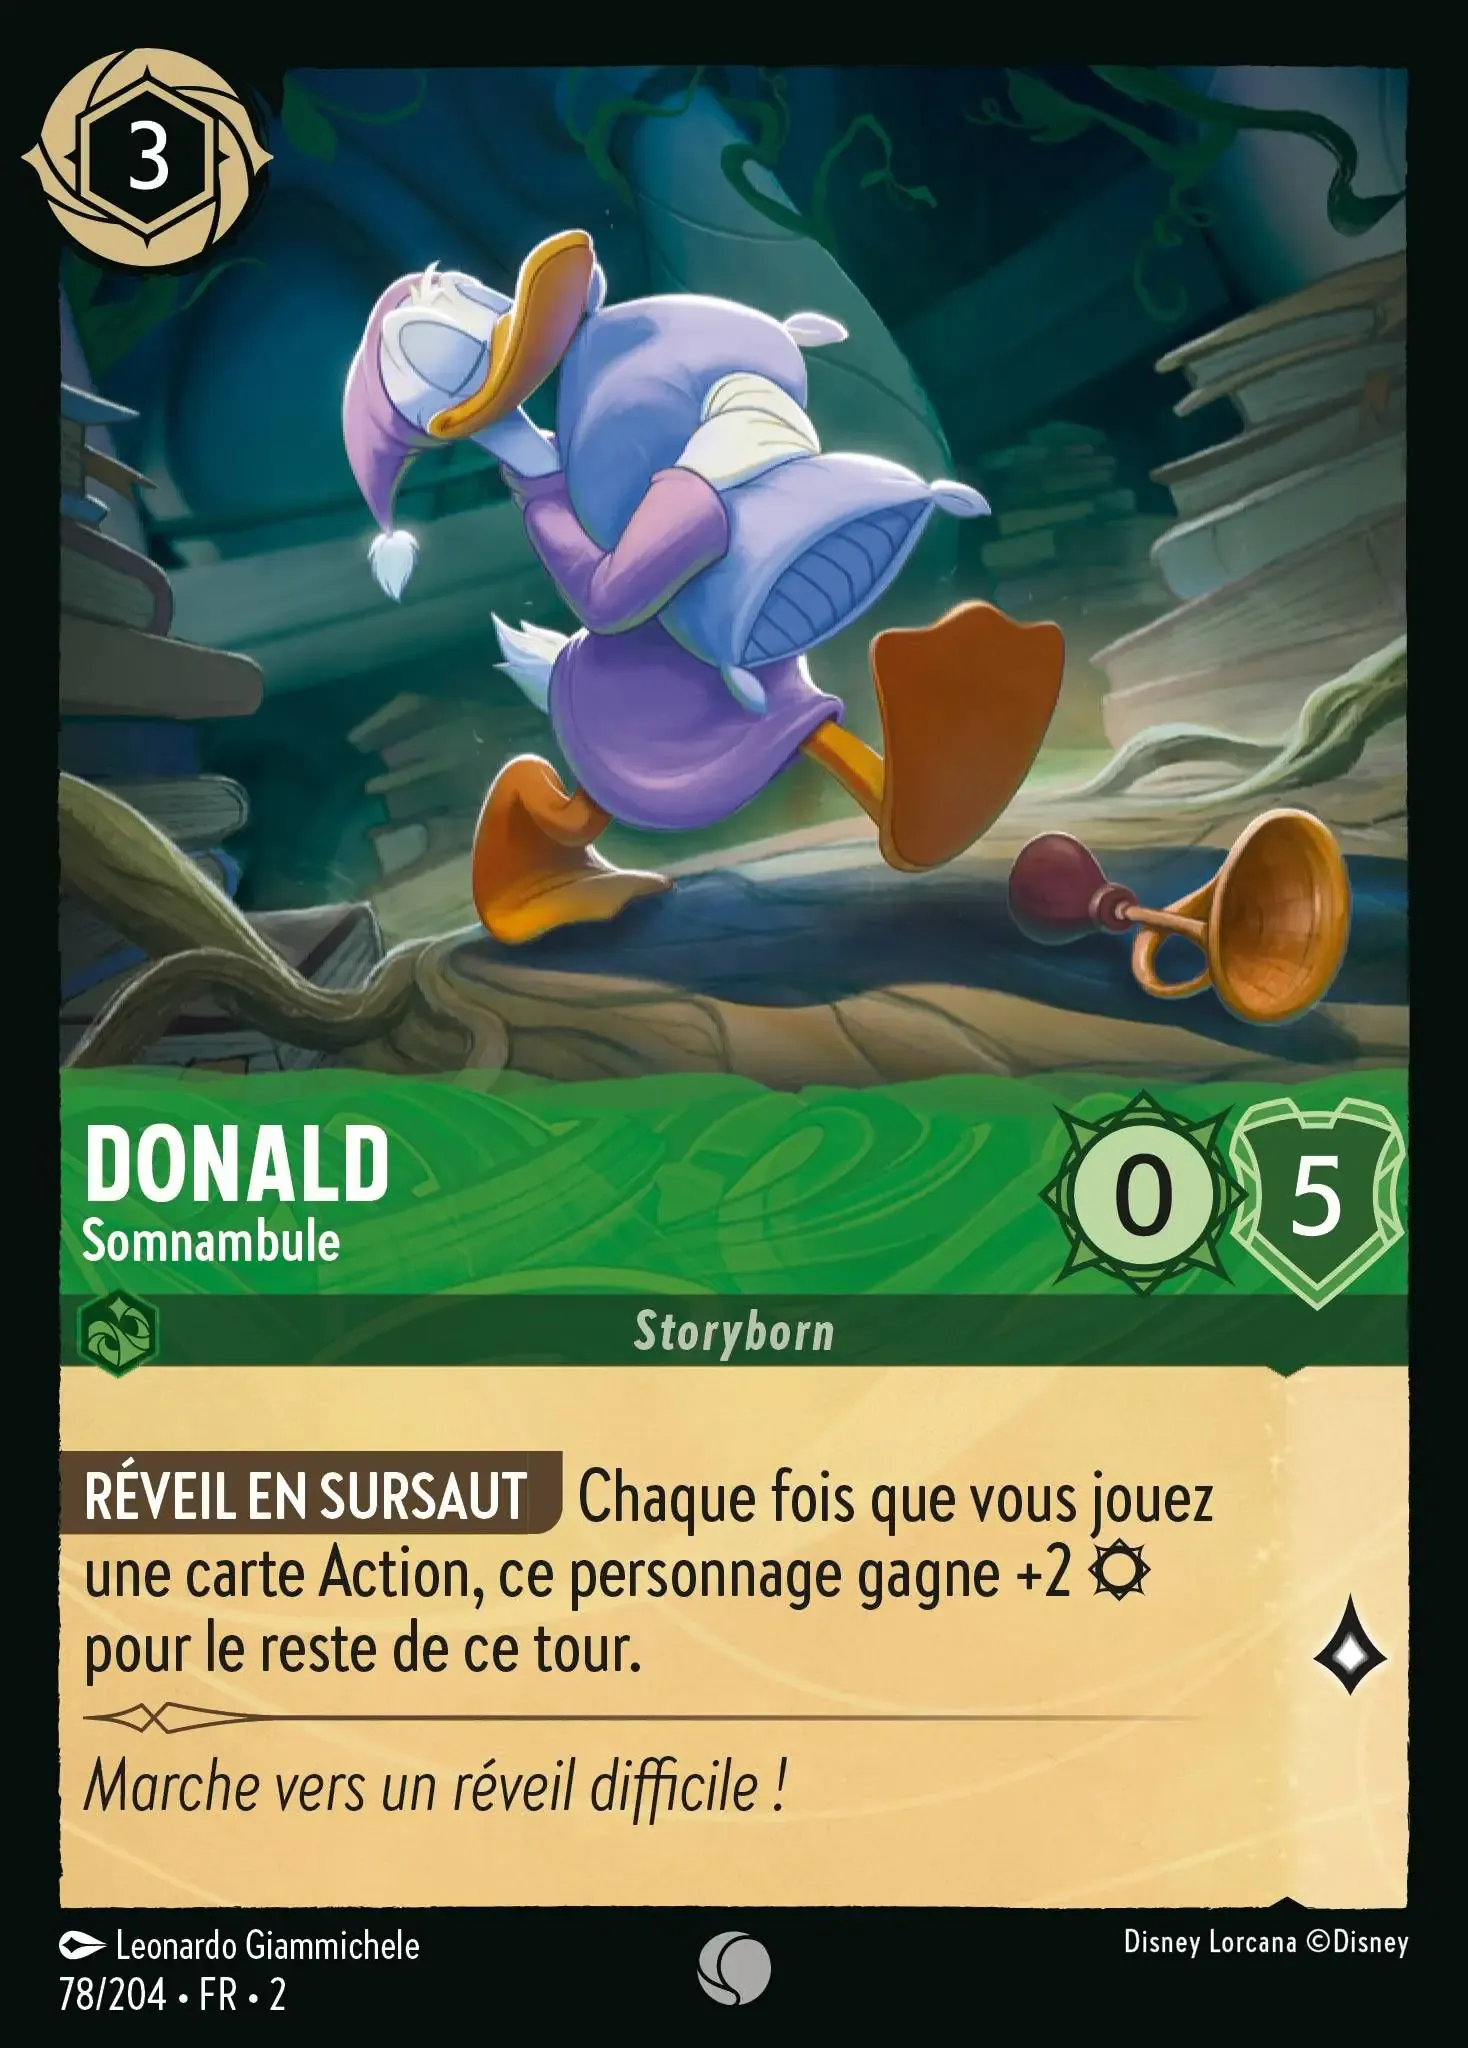 3
DONALD
Somnambule
0
5
Storyborn
RÉVEIL EN SURSAUT Chaque fois que vous jouez
une carte Action, ce personnage gagne +2
pour le reste de ce tour.
Marche vers un réveil difficile !
Leonardo Giammichele
78/204 • FR • 2
Disney Lorcana ©Disney